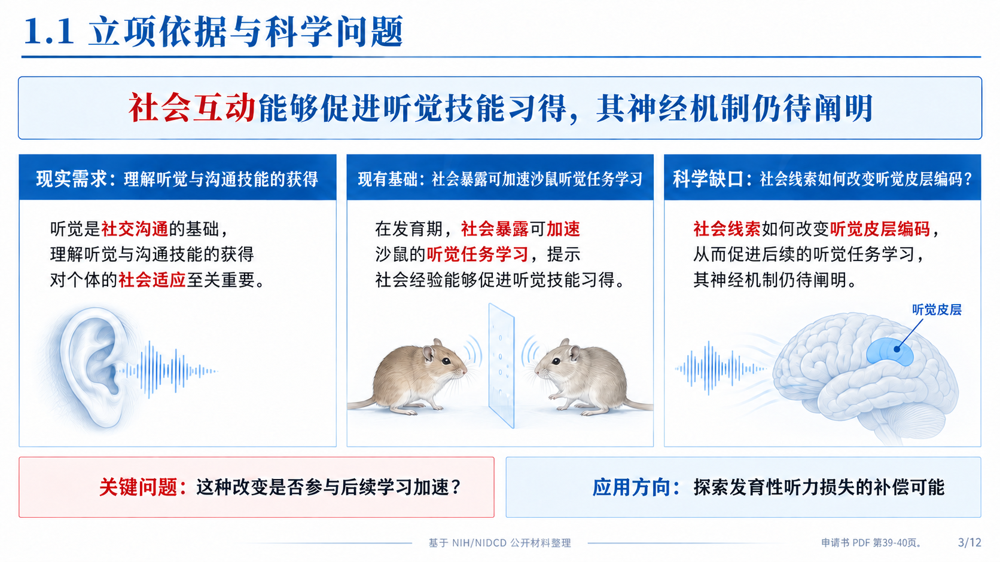 1.1 立项依据与科学问题
社会互动能够促进听觉技能习得，其神经机制仍待阐明
现实需求：理解听觉与沟通技能的获得
听觉是社交沟通的基础，
理解听觉与沟通技能的获得
对个体的社会适应至关重要。
现有基础：社会暴露可加速沙鼠听觉任务学习
在发育期，社会暴露可加速
沙鼠的听觉任务学习，提示
社会经验能够促进听觉技能习得。
科学缺口：社会线索如何改变听觉皮层编码？
社会线索如何改变听觉皮层编码，
从而促进后续的听觉任务学习，
其神经机制仍待阐明。
听觉皮层
关键问题：这种改变是否参与后续学习加速？
应用方向：探索发育性听力损失的补偿可能
基于 NIH/NIDCD 公开材料整理
申请书 PDF 第39-40页。
3/12